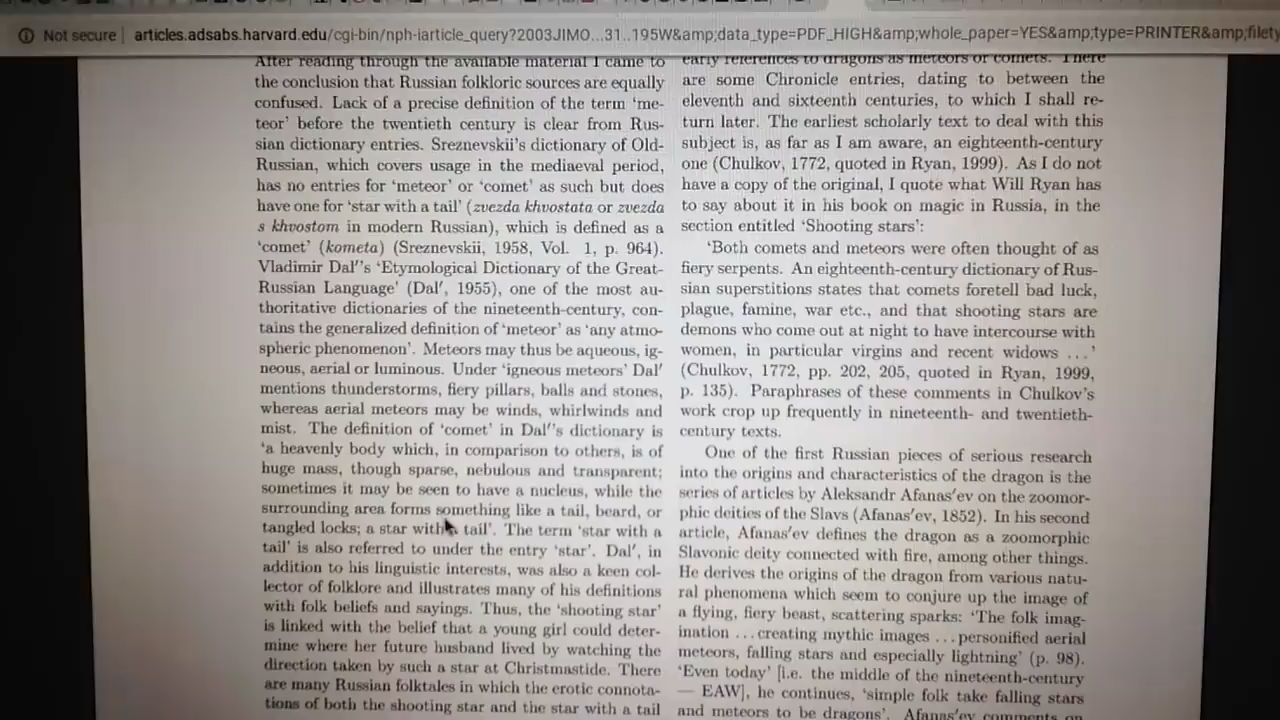 Not secure | articles.adsabs.harvard.edu/cgi-bin/nph-iarticle_query?2003JIMO...31..195W&amp;data_type=PDF_HIGH&amp;whole_paper=YES&amp;type=PRINTER&amp;filety
After reading through the available material I came to
the conclusion that Russian folkloric sources are equally
confused. Lack of a precise definition of the term ‘me-
teor’ before the twentieth century is clear from Rus-
sian dictionary entries. Sreznevskii’s dictionary of Old-
Russian, which covers usage in the mediaeval period,
has no entries for ‘meteor’ or ‘comet’ as such but does
have one for ‘star with a tail’ (zvezda khvostata or zvezda
s khvostom in modern Russian), which is defined as a
‘comet’ (kometa) (Sreznevskii, 1958, Vol. 1, p. 964).
Vladimir Dal′’s ‘Etymological Dictionary of the Great-
Russian Language’ (Dal′, 1955), one of the most au-
thoritative dictionaries of the nineteenth-century, con-
tains the generalized definition of ‘meteor’ as ‘any atmo-
spheric phenomenon’. Meteors may thus be aqueous, ig-
neous, aerial or luminous. Under ‘igneous meteors’ Dal′
mentions thunderstorms, fiery pillars, balls and stones,
whereas aerial meteors may be winds, whirlwinds and
mist. The definition of ‘comet’ in Dal′’s dictionary is
‘a heavenly body which, in comparison to others, is of
huge mass, though sparse, nebulous and transparent;
sometimes it may be seen to have a nucleus, while the
surrounding area forms something like a tail, beard, or
tangled locks; a star with a tail’. The term ‘star with a
tail’ is also referred to under the entry ‘star’. Dal′, in
addition to his linguistic interests, was also a keen col-
lector of folklore and illustrates many of his definitions
with folk beliefs and sayings. Thus, the ‘shooting star’
is linked with the belief that a young girl could deter-
mine where her future husband lived by watching the
direction taken by such a star at Christmastide. There
are many Russian folktales in which the erotic connota-
tions of both the shooting star and the star with a tail
early references to dragons as meteors or comets. There
are some Chronicle entries, dating to between the
eleventh and sixteenth centuries, to which I shall re-
turn later. The earliest scholarly text to deal with this
subject is, as far as I am aware, an eighteenth-century
one (Chulkov, 1772, quoted in Ryan, 1999). As I do not
have a copy of the original, I quote what Will Ryan has
to say about it in his book on magic in Russia, in the
section entitled ‘Shooting stars’:
‘Both comets and meteors were often thought of as
fiery serpents. An eighteenth-century dictionary of Rus-
sian superstitions states that comets foretell bad luck,
plague, famine, war etc., and that shooting stars are
demons who come out at night to have intercourse with
women, in particular virgins and recent widows ...’
(Chulkov, 1772, pp. 202, 205, quoted in Ryan, 1999,
p. 135). Paraphrases of these comments in Chulkov’s
work crop up frequently in nineteenth- and twentieth-
century texts.
One of the first Russian pieces of serious research
into the origins and characteristics of the dragon is the
series of articles by Aleksandr Afanas′ev on the zoomor-
phic deities of the Slavs (Afanas′ev, 1852). In his second
article, Afanas′ev defines the dragon as a zoomorphic
Slavonic deity connected with fire, among other things.
He derives the origins of the dragon from various natu-
ral phenomena which seem to conjure up the image of
a flying, fiery beast, scattering sparks: ‘The folk imag-
ination ... creating mythic images ... personified aerial
meteors, falling stars and especially lightning’ (p. 98).
‘Even today’ [i.e. the middle of the nineteenth-century
— EAW], he continues, ‘simple folk take falling stars
and meteors to be dragons’. Afanas′ev comments on